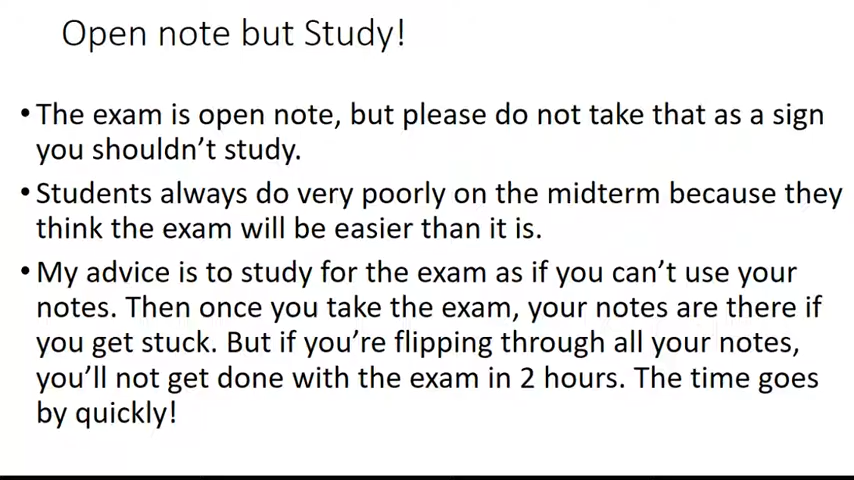 Open note but Study!
• The exam is open note, but please do not take that as a sign
you shouldn’t study.
• Students always do very poorly on the midterm because they
think the exam will be easier than it is.
• My advice is to study for the exam as if you can’t use your
notes. Then once you take the exam, your notes are there if
you get stuck. But if you’re flipping through all your notes,
you’ll not get done with the exam in 2 hours. The time goes
by quickly!